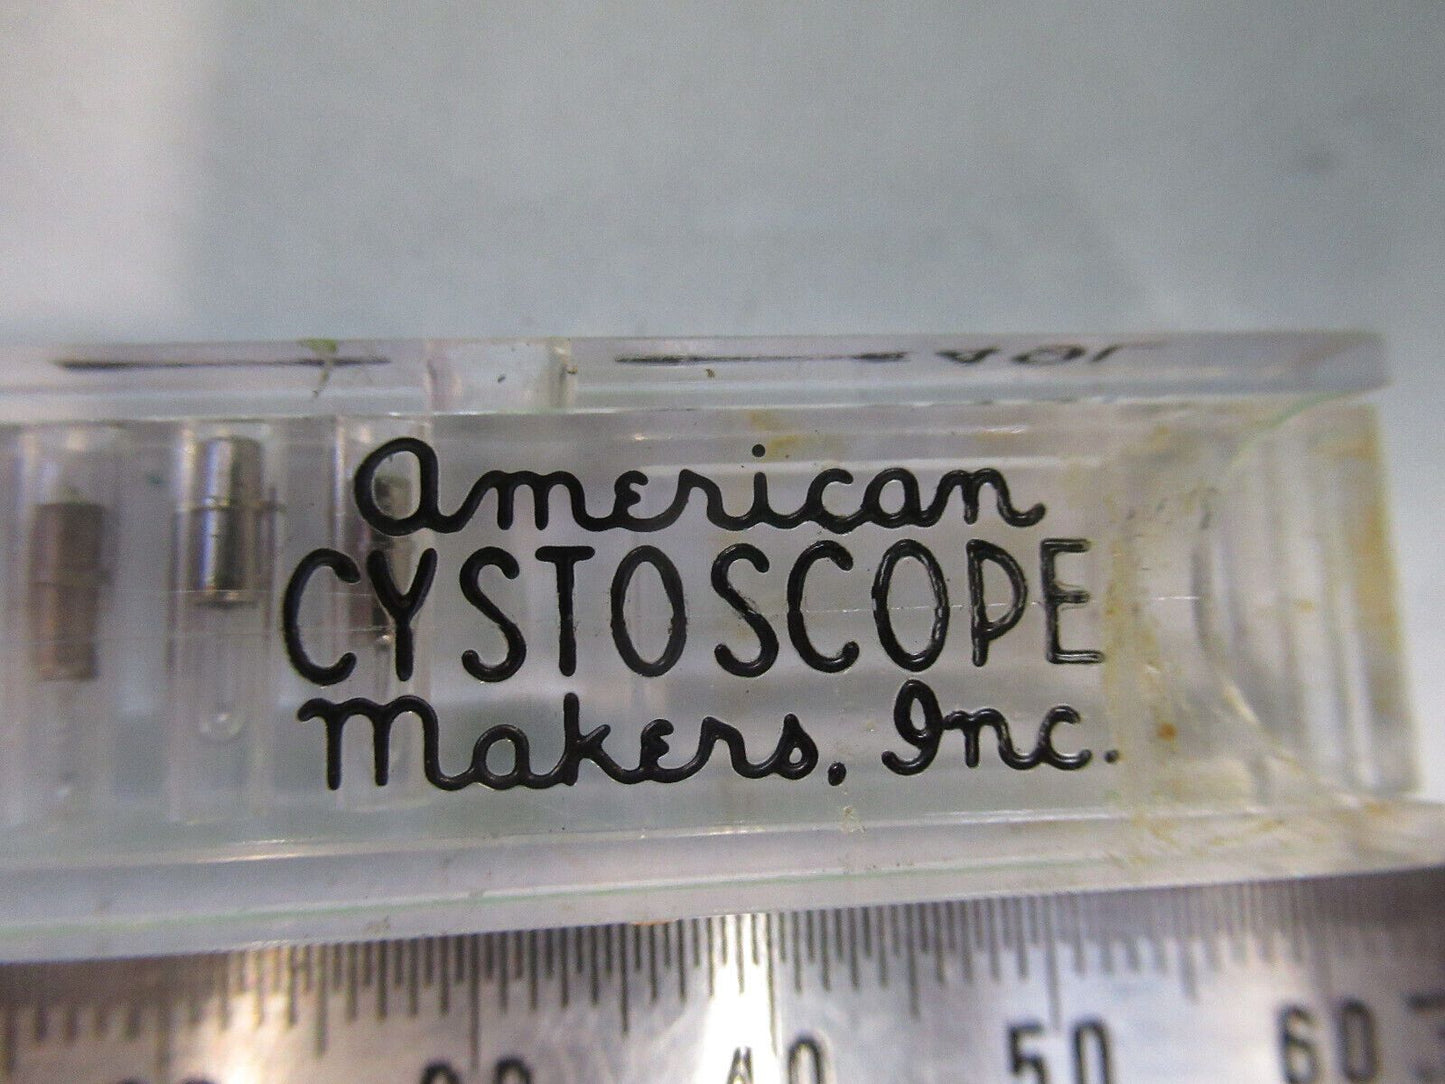 American
CYSTOSCOPE
Makers, Inc.
40 50 60